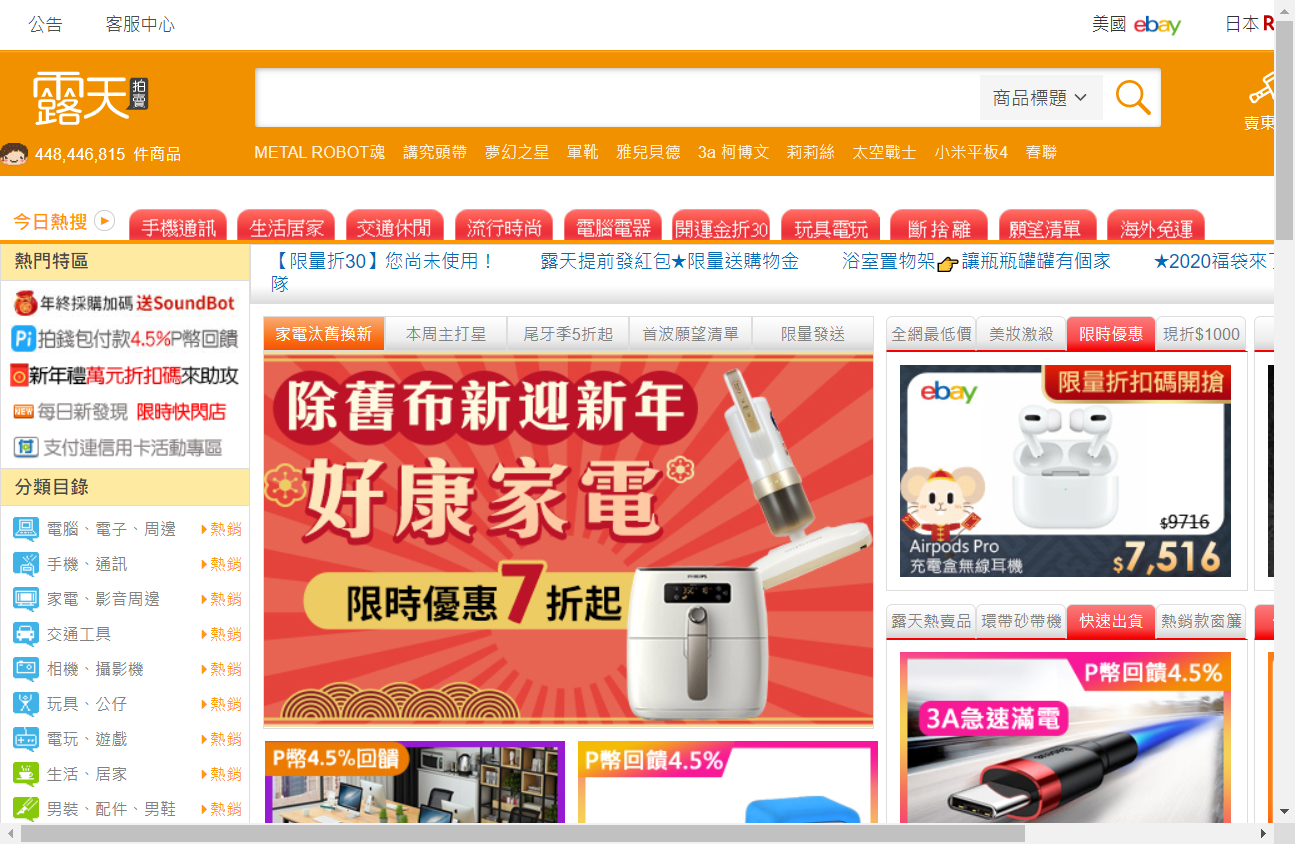 公告
客服中心
美國 ebay
日本
露天拍賣
商品標題
賣東
448,446,815 件商品
METAL ROBOT魂 講究頭帶 夢幻之星 軍靴 雅兒貝德 3a 柯博文 莉莉絲 太空戰士 小米平板4 春聯
今日熱搜
手機通訊
生活居家
交通休閒
流行時尚
電腦電器
開運金折30
玩具電玩
斷捨離
願望清單
海外免運
熱門特區
年終採購加碼 送SoundBot
Pi拍錢包付款4.5%P幣回饋
新年禮萬元折扣碼來助攻
NEW 每日新發現 限時快閃店
支付連信用卡活動專區
分類目錄
電腦、電子、周邊 熱銷
手機、通訊 熱銷
家電、影音周邊 熱銷
交通工具 熱銷
相機、攝影機 熱銷
玩具、公仔 熱銷
電玩、遊戲 熱銷
生活、居家 熱銷
男裝、配件、男鞋 熱銷
【限量折30】您尚未使用！ 露天提前發紅包★限量送購物金 浴室置物架👉讓瓶瓶罐罐有個家 ★2020福袋來了
隊
家電汰舊換新
本周主打星
尾牙季5折起
首波願望清單
限量發送
除舊布新迎新年
好康家電
限時優惠7折起
P幣4.5%回饋
P幣回饋4.5%
全網最低價
美妝激殺
限時優惠
現折$1000
ebay
限量折扣碼開搶
$9716
Airpods Pro
充電盒無線耳機
$7,516
露天熱賣品
環帶砂帶機
快速出貨
熱銷款窗簾
P幣回饋4.5%
3A急速滿電